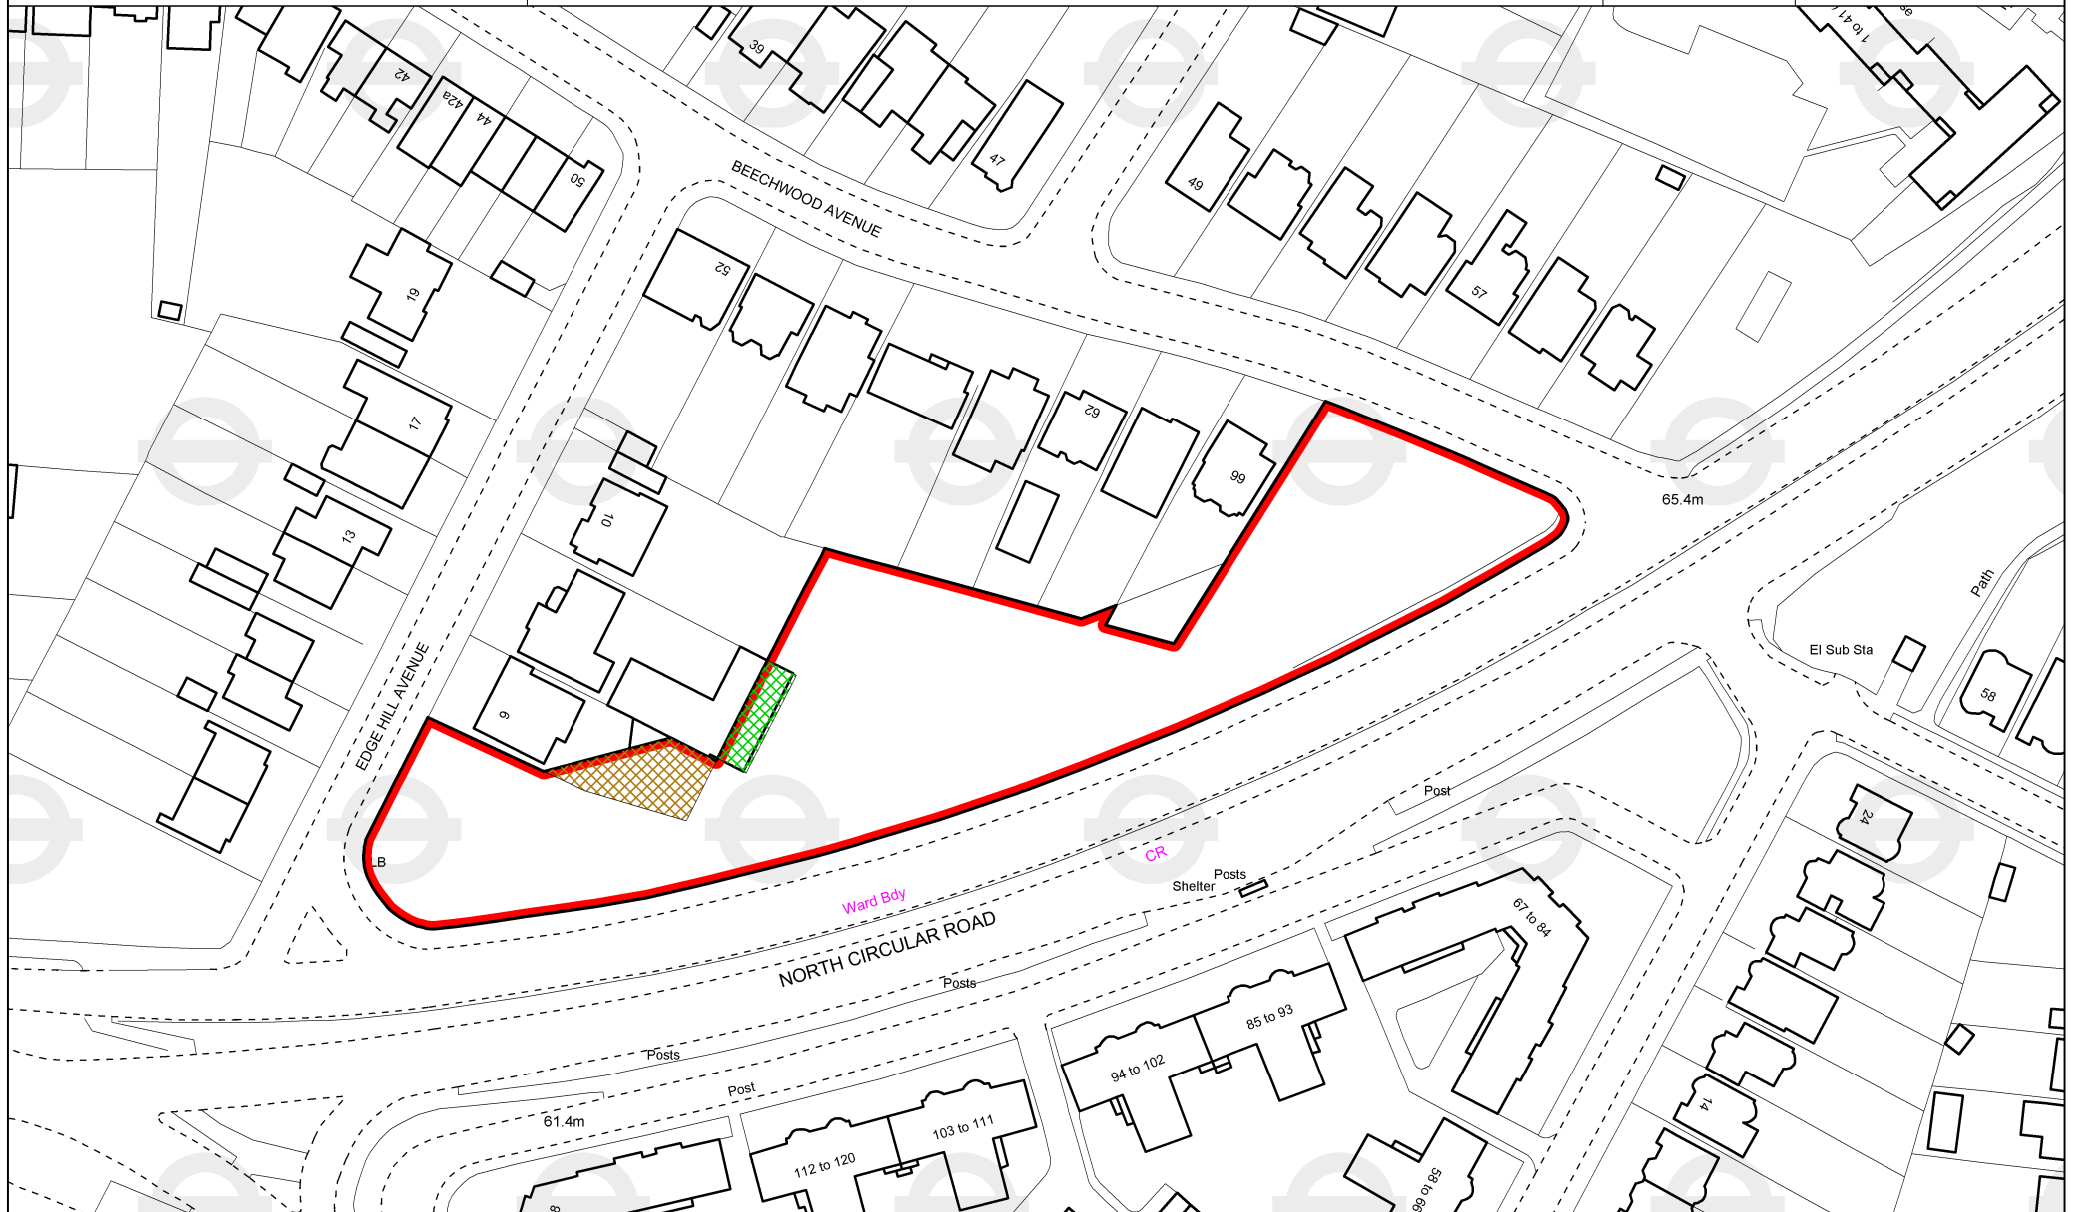 39
42
42a
44
50
47
49
1 to 41
se
BEECHWOOD AVENUE
52
19
57
17
62
66
10
13
65.4m
Path
El Sub Sta
58
EDGE HILL AVENUE
9
Post
24
LB
CR
Posts
Shelter
Ward Bdy
NORTH CIRCULAR ROAD
67 to 84
Posts
85 to 93
94 to 102
Posts
Post
61.4m
103 to 111
112 to 120
14
58 to 66
8